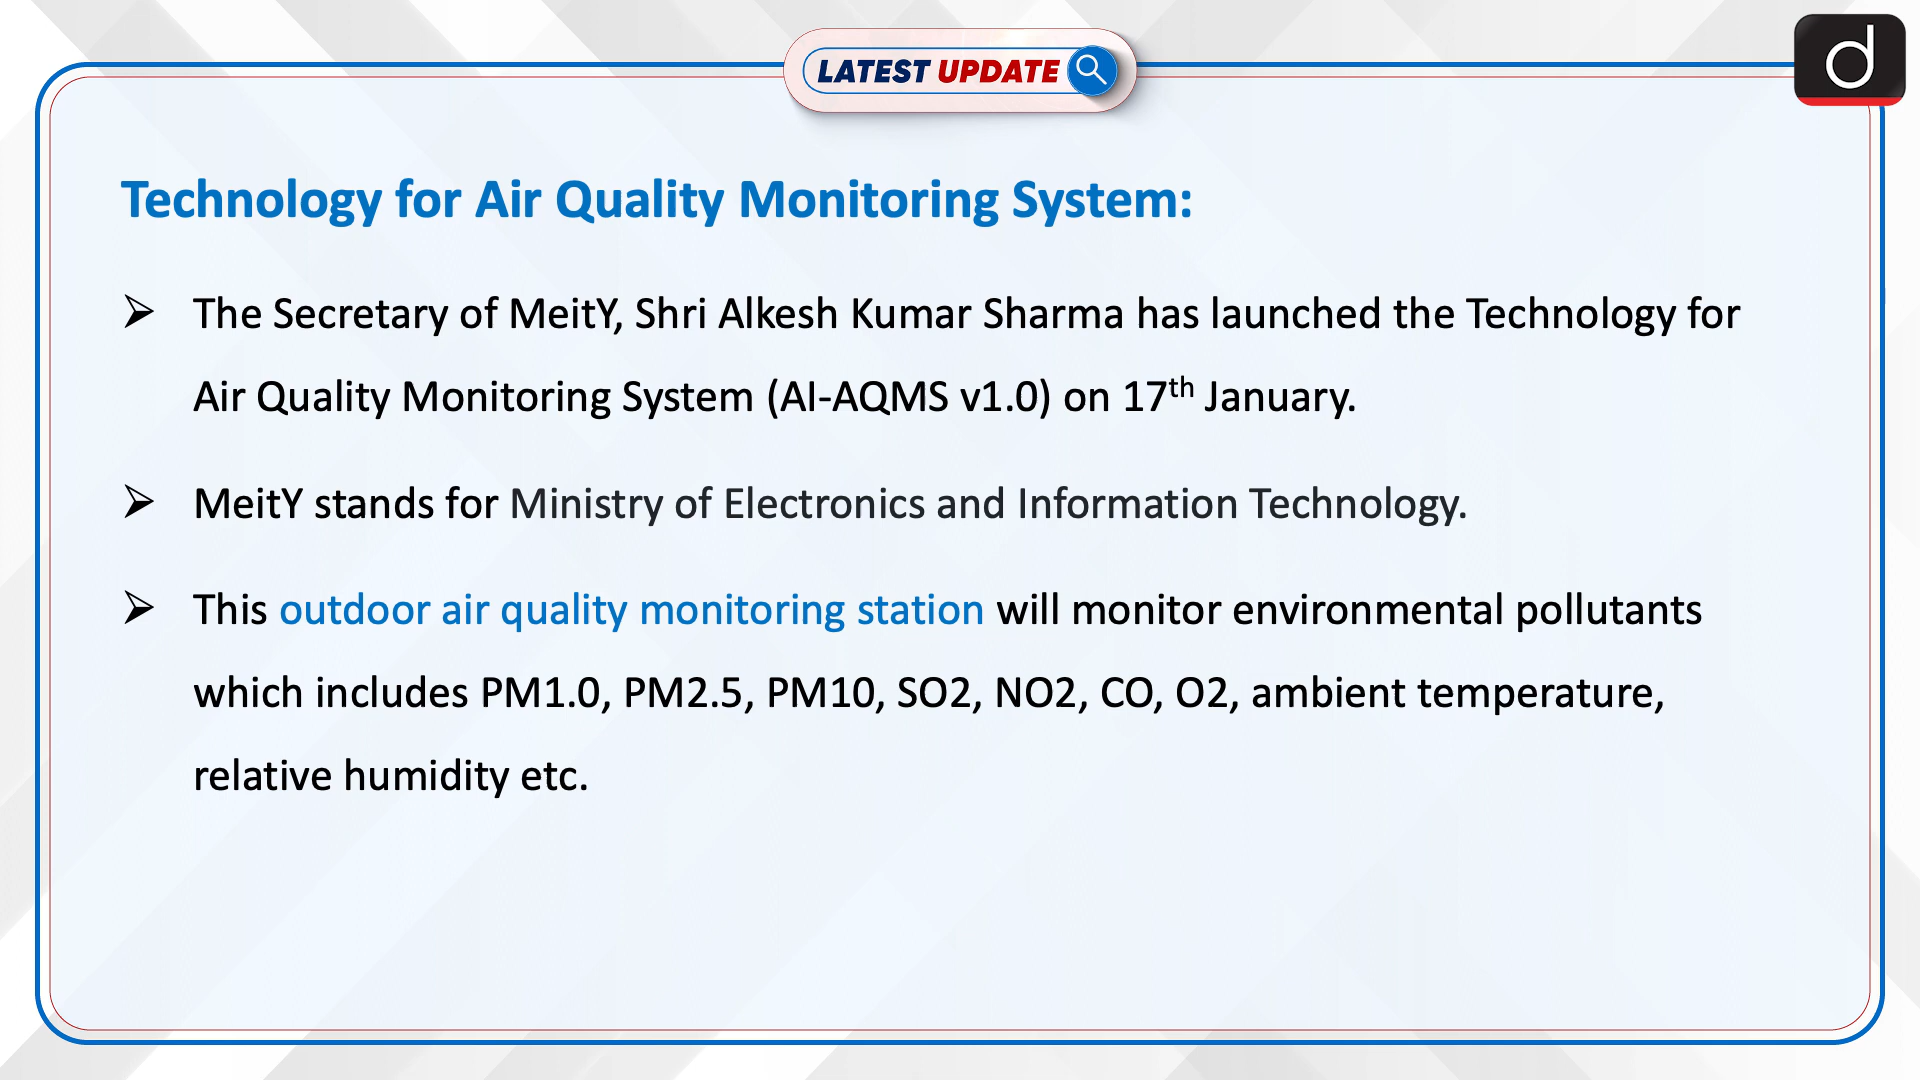 LATEST UPDATE
d
Technology for Air Quality Monitoring System:
➢ The Secretary of MeitY, Shri Alkesh Kumar Sharma has launched the Technology for
Air Quality Monitoring System (AI-AQMS v1.0) on 17th January.
➢ MeitY stands for Ministry of Electronics and Information Technology.
➢ This outdoor air quality monitoring station will monitor environmental pollutants
which includes PM1.0, PM2.5, PM10, SO2, NO2, CO, O2, ambient temperature,
relative humidity etc.